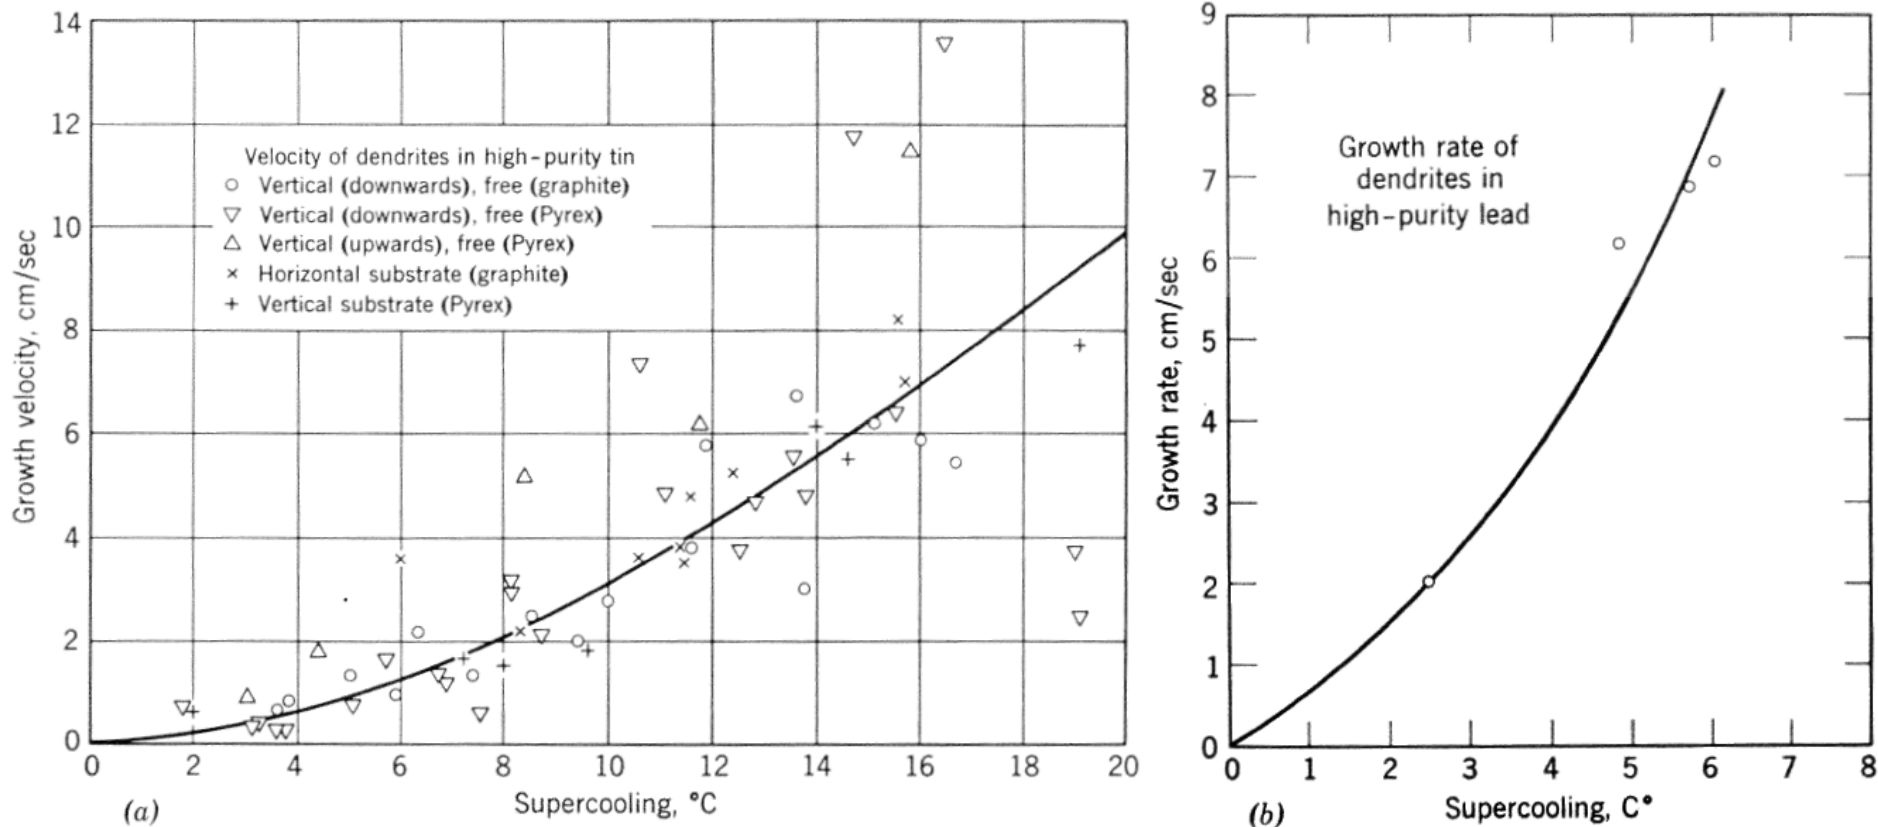 14
12
10
8
6
4
2
0
Growth velocity, cm/sec
Velocity of dendrites in high-purity tin
Vertical (downwards), free (graphite)
Vertical (downwards), free (Pyrex)
Vertical (upwards), free (Pyrex)
Horizontal substrate (graphite)
Vertical substrate (Pyrex)
0 2 4 6 8 10 12 14 16 18 20
Supercooling, °C
(a)
9
8
7
6
5
4
3
2
1
0
Growth rate, cm/sec
Growth rate of
dendrites in
high-purity lead
0 1 2 3 4 5 6 7 8
Supercooling, C°
(b)